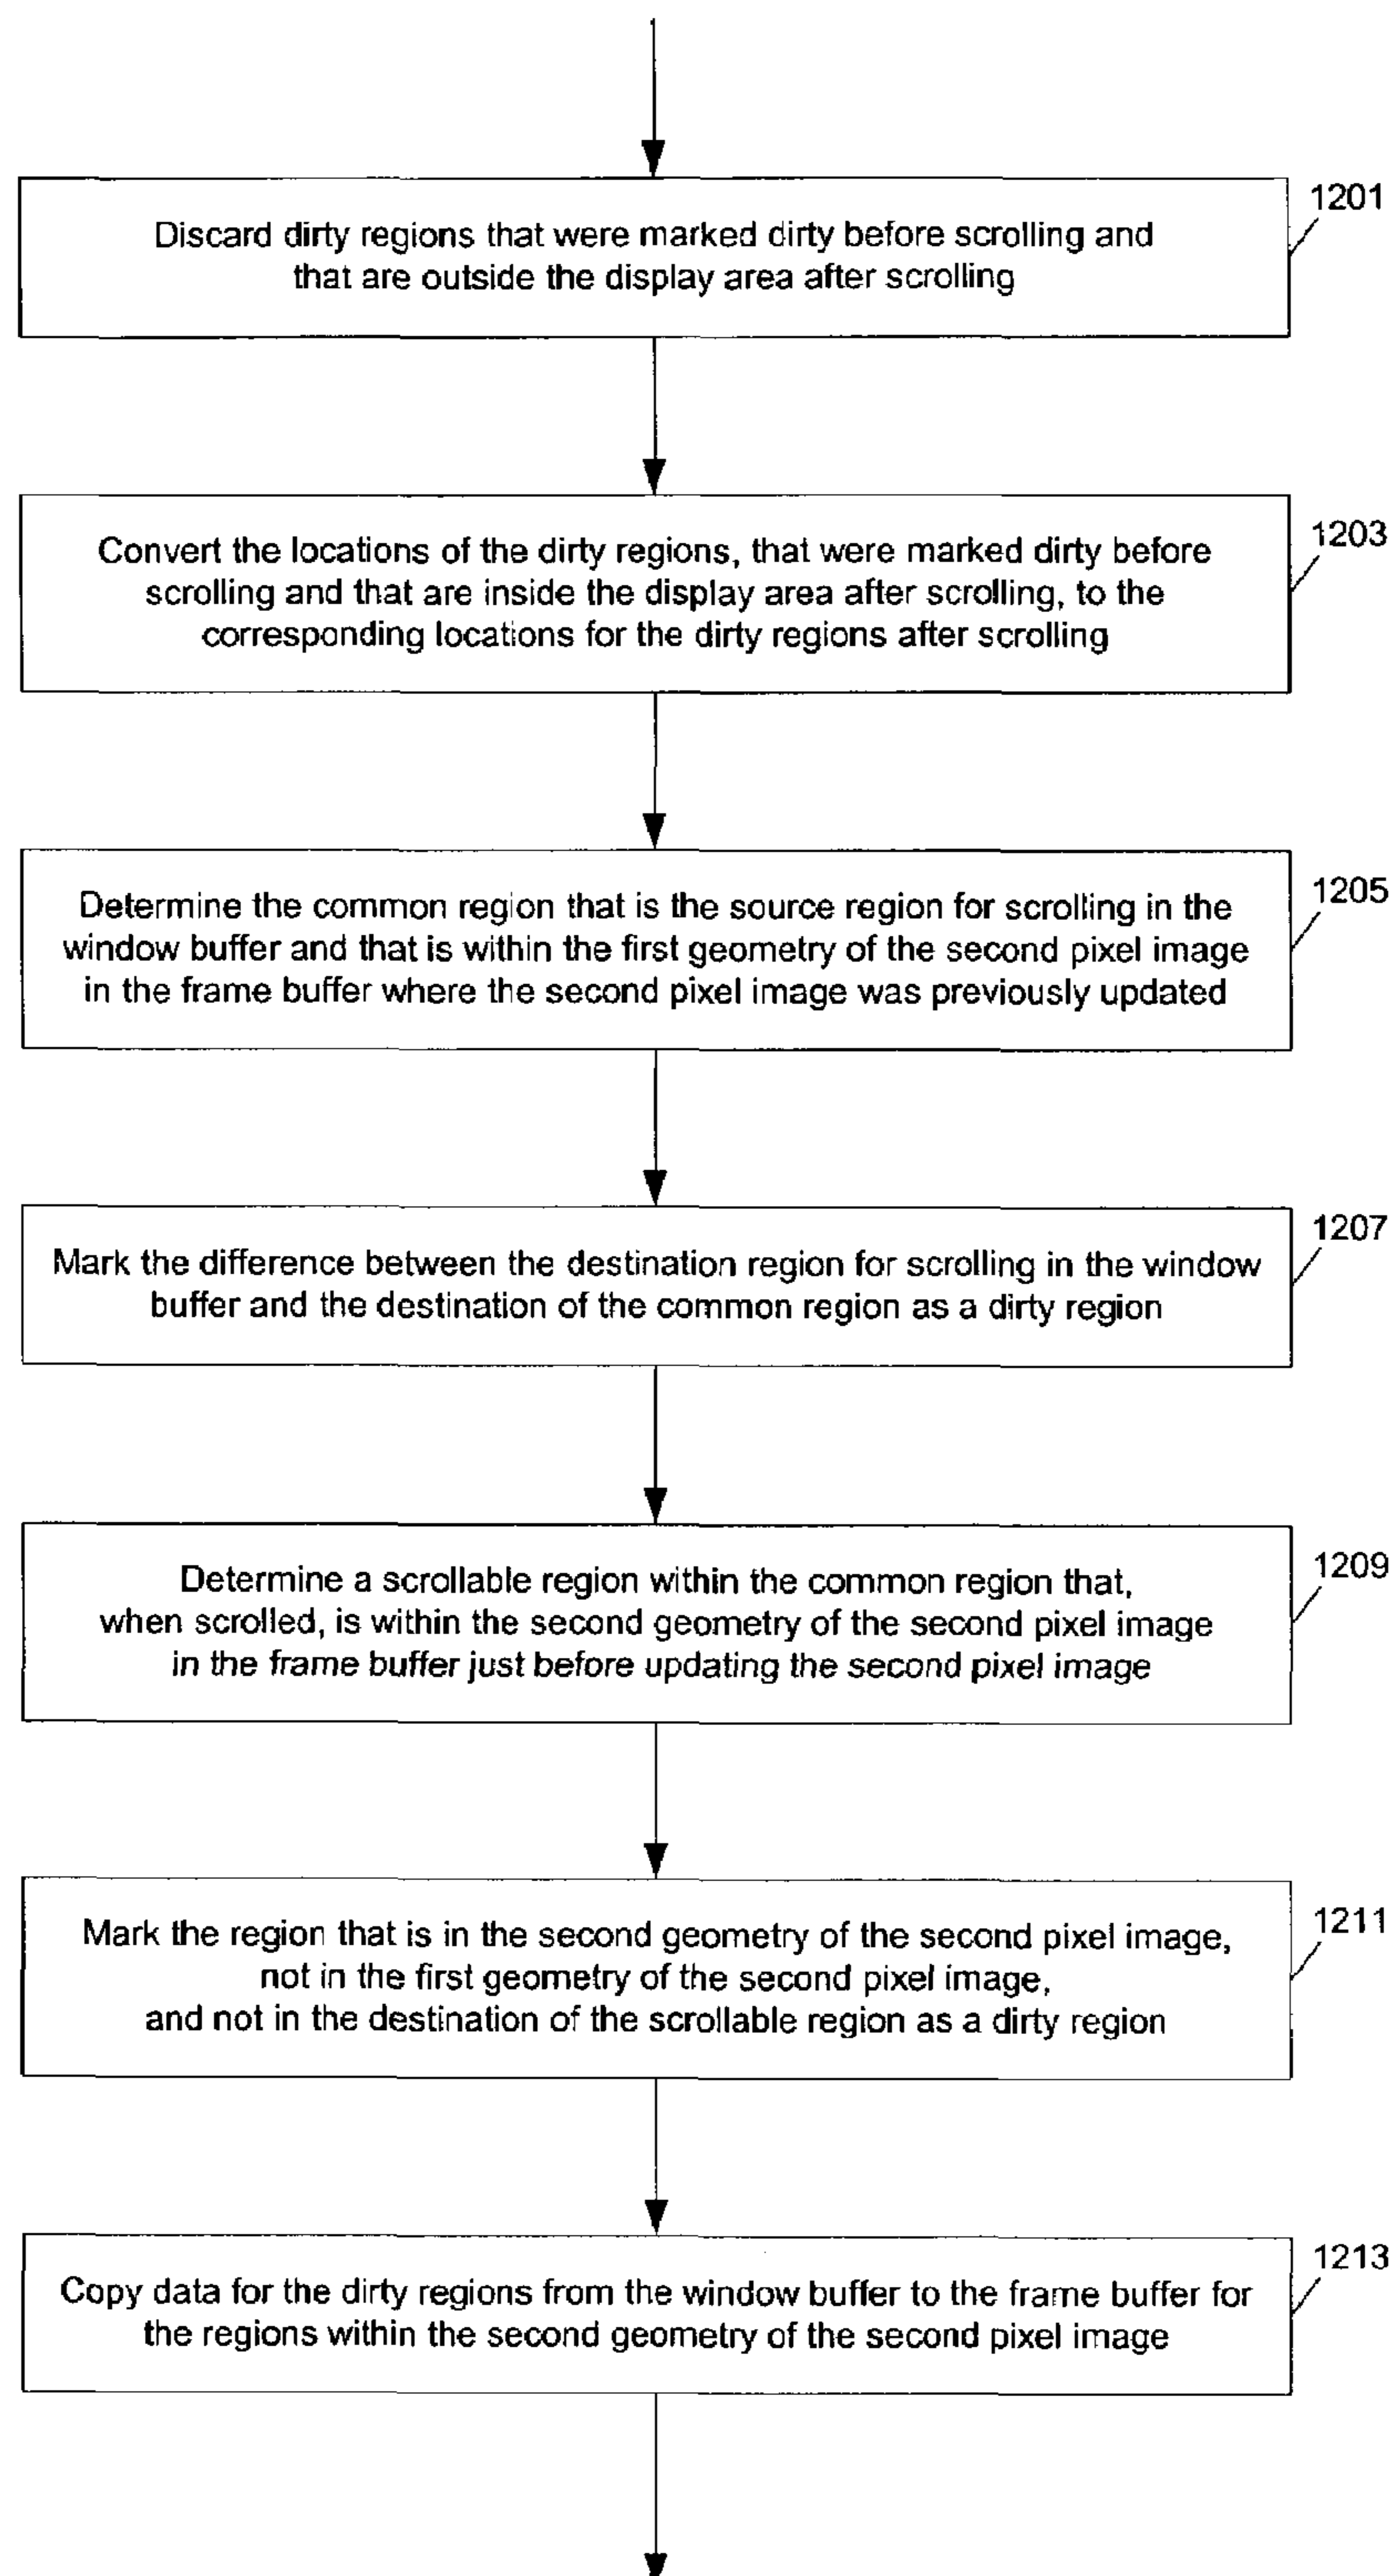 1201
Discard dirty regions that were marked dirty before scrolling and
that are outside the display area after scrolling
1203
Convert the locations of the dirty regions, that were marked dirty before
scrolling and that are inside the display area after scrolling, to the
corresponding locations for the dirty regions after scrolling
1205
Determine the common region that is the source region for scrolling in the
window buffer and that is within the first geometry of the second pixel image
in the frame buffer where the second pixel image was previously updated
1207
Mark the difference between the destination region for scrolling in the window
buffer and the destination of the common region as a dirty region
1209
Determine a scrollable region within the common region that,
when scrolled, is within the second geometry of the second pixel image
in the frame buffer just before updating the second pixel image
1211
Mark the region that is in the second geometry of the second pixel image,
not in the first geometry of the second pixel image,
and not in the destination of the scrollable region as a dirty region
1213
Copy data for the dirty regions from the window buffer to the frame buffer for
the regions within the second geometry of the second pixel image